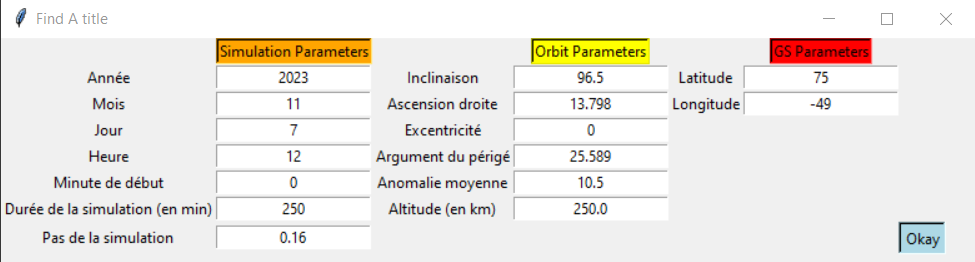 Find A title
Simulation Parameters Orbit Parameters GS Parameters
Année 2023 Inclinaison 96.5 Latitude 75
Mois 11 Ascension droite 13.798 Longitude -49
Jour 7 Excentricité 0
Heure 12 Argument du périgé 25.589
Minute de début 0 Anomalie moyenne 10.5
Durée de la simulation (en min) 250 Altitude (en km) 250.0
Pas de la simulation 0.16 Okay